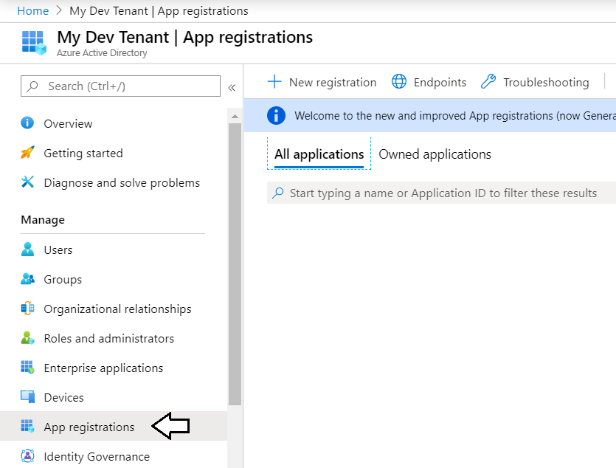 Home > My Dev Tenant | App registrations
My Dev Tenant | App registrations
Azure Active Directory
Search (Ctrl+/)
«
Overview
Getting started
Diagnose and solve problems
Manage
Users
Groups
Organizational relationships
Roles and administrators
Enterprise applications
Devices
App registrations
Identity Governance
New registration Endpoints Troubleshooting
Welcome to the new and improved App registrations (now Genera
All applications Owned applications
Start typing a name or Application ID to filter these results